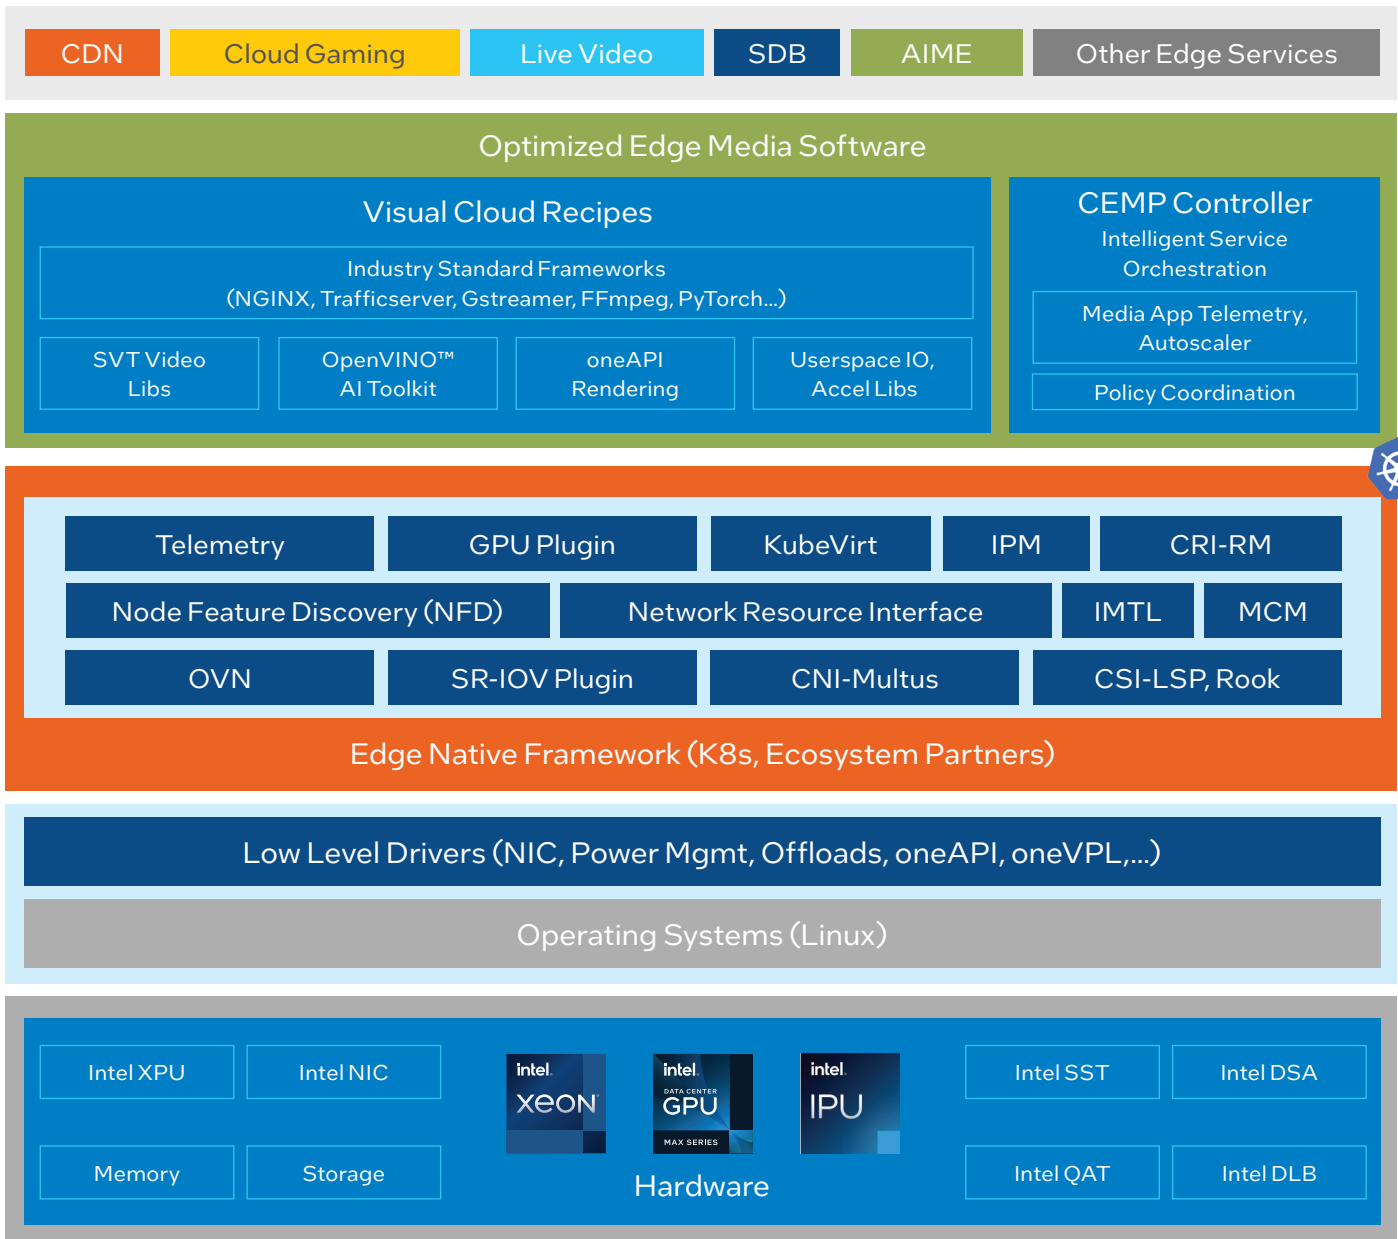 CDN
Cloud Gaming
Live Video
SDB
AIME
Other Edge Services
Optimized Edge Media Software
Visual Cloud Recipes
Industry Standard Frameworks
(NGINX, Trafficserver, Gstreamer, FFmpeg, PyTorch...)
SVT Video
Libs
OpenVINO™
AI Toolkit
oneAPI
Rendering
Userspace IO,
Accel Libs
CEMP Controller
Intelligent Service
Orchestration
Media App Telemetry,
Autoscaler
Policy Coordination
Telemetry
GPU Plugin
KubeVirt
IPM
CRI-RM
Node Feature Discovery (NFD)
Network Resource Interface
IMTL
MCM
OVN
SR-IOV Plugin
CNI-Multus
CSI-LSP, Rook
Edge Native Framework (K8s, Ecosystem Partners)
Low Level Drivers (NIC, Power Mgmt, Offloads, oneAPI, oneVPL,...)
Operating Systems (Linux)
Intel XPU
Intel NIC
Memory
Storage
intel.
XEON
intel.
DATA CENTER
GPU
MAX SERIES
intel.
IPU
Hardware
Intel SST
Intel DSA
Intel QAT
Intel DLB